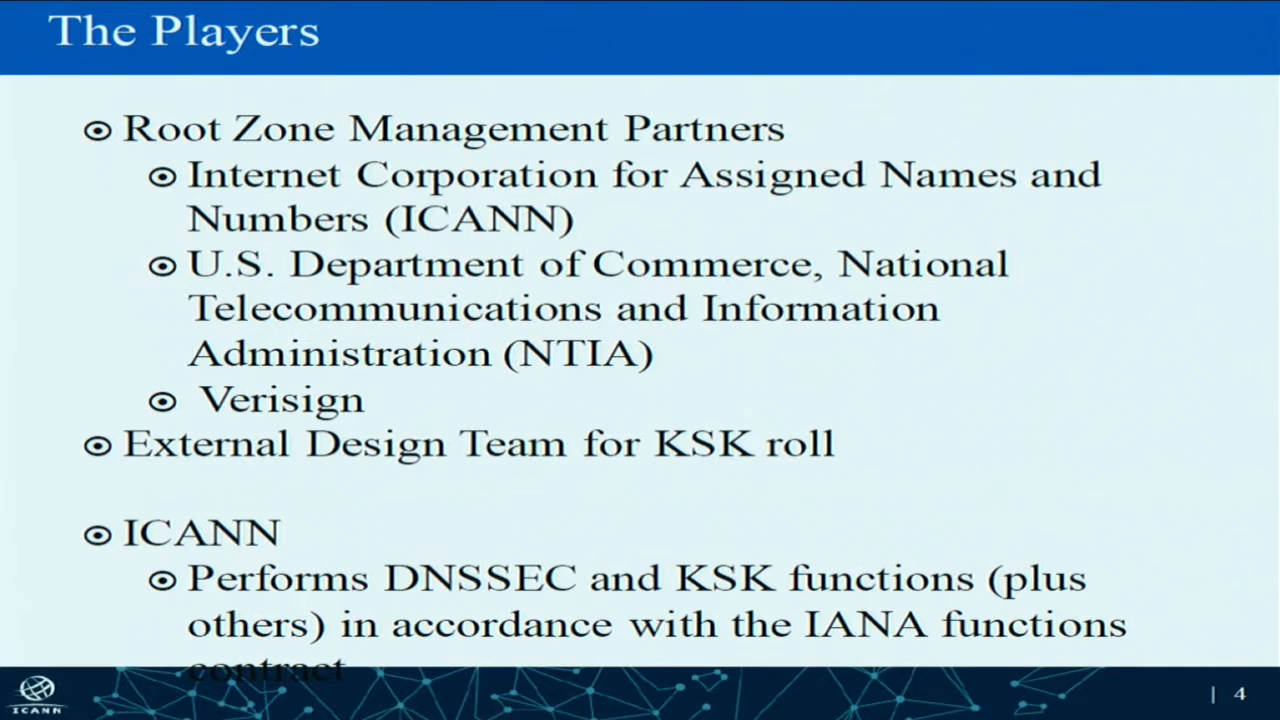 The Players
Root Zone Management Partners
Internet Corporation for Assigned Names and
Numbers (ICANN)
U.S. Department of Commerce, National
Telecommunications and Information
Administration (NTIA)
Verisign
External Design Team for KSK roll
ICANN
Performs DNSSEC and KSK functions (plus
others) in accordance with the IANA functions
contract
ICANN
| 4